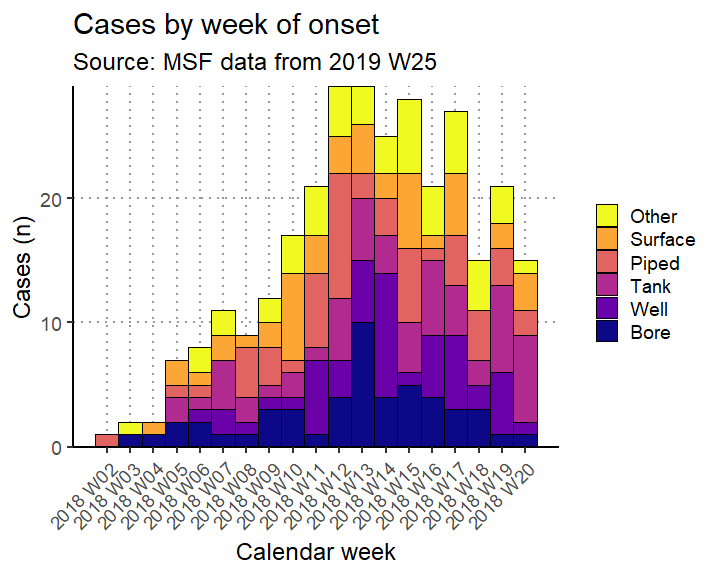 Cases by week of onset
Source: MSF data from 2019 W25
Cases (n)
20
10
0
2018 W02
2018 W03
2018 W04
2018 W05
2018 W06
2018 W07
2018 W08
2018 W09
2018 W10
2018 W11
2018 W12
2018 W13
2018 W14
2018 W15
2018 W16
2018 W17
2018 W18
2018 W19
2018 W20
Calendar week
Other
Surface
Piped
Tank
Well
Bore